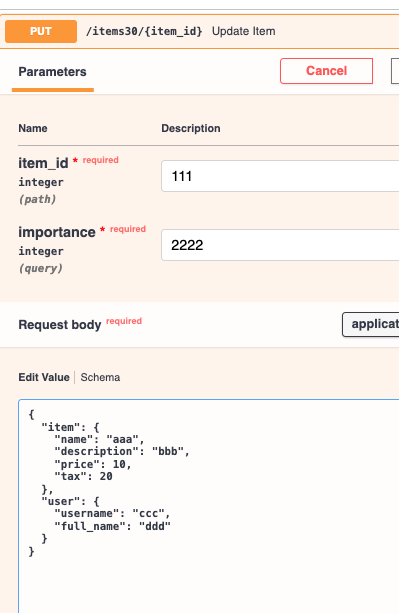 PUT /items30/{item_id} Update Item
Parameters
Cancel
Name Description
item_id * required
integer
(path)
111
importance * required
integer
(query)
2222
Request body required
applicat
Edit Value | Schema
{
  "item": {
    "name": "aaa",
    "description": "bbb",
    "price": 10,
    "tax": 20
  },
  "user": {
    "username": "ccc",
    "full_name": "ddd"
  }
}